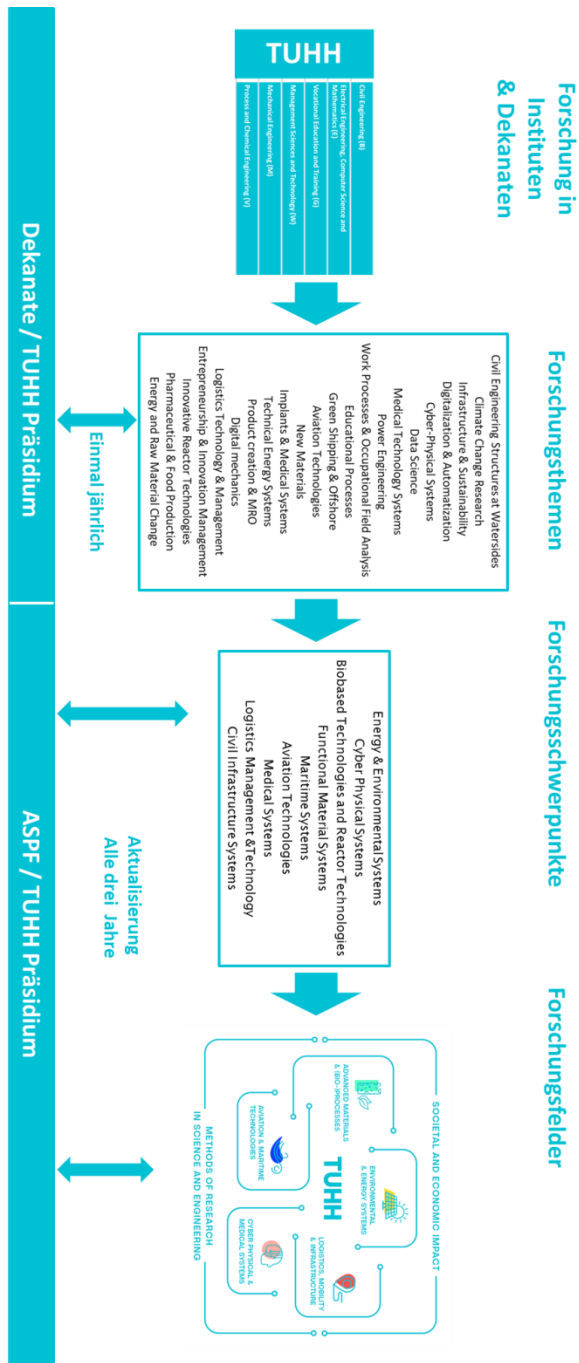 Forschung in
Instituten
& Dekanaten
TUHH
Civil Engineering (B)
Electrical Engineering, Computer Science and
Mathematics (E)
Vocational Education and Training (G)
Management Sciences and Technology (W)
Mechanical Engineering (M)
Process and Chemical Engineering (V)
Forschungsthemen
Civil Engineering Structures at Watersides
Climate Change Research
Infrastructure & Sustainability
Digitalization & Automatization
Cyber-Physical Systems
Data Science
Medical Technology Systems
Power Engineering
Work Processes & Occupational Field Analysis
Educational Processes
Green Shipping & Offshore
Aviation Technologies
New Materials
Implants & Medical Systems
Technical Energy Systems
Product creation & MRO
Digital mechanics
Logistics Technology & Management
Entrepreneurship & Innovation Management
Innovative Reactor Technologies
Pharmaceutical & Food Production
Energy and Raw Material Change
Einmal jährlich
Forschungsschwerpunkte
Energy & Environmental Systems
Cyber Physical Systems
Biobased Technologies and Reactor Technologies
Functional Material Systems
Maritime Systems
Aviation Technologies
Medical Systems
Logistics Management &Technology
Civil Infrastructure Systems
Aktualisierung
Alle drei Jahre
Forschungsfelder
SOCIETAL AND ECONOMIC IMPACT
ADVANCED MATERIALS
& (BIO-)PROCESSES
ENVIRONMENTAL
& ENERGY SYSTEMS
TUHH
LOGISTICS, MOBILITY
& INFRASTRUCTURE
AVIATION & MARITIME
TECHNOLOGIES
CYBER PHYSICAL &
MEDICAL SYSTEMS
METHODS OF RESEARCH
IN SCIENCE AND ENGINEERING
Dekanate / TUHH Präsidium
ASPF / TUHH Präsidium